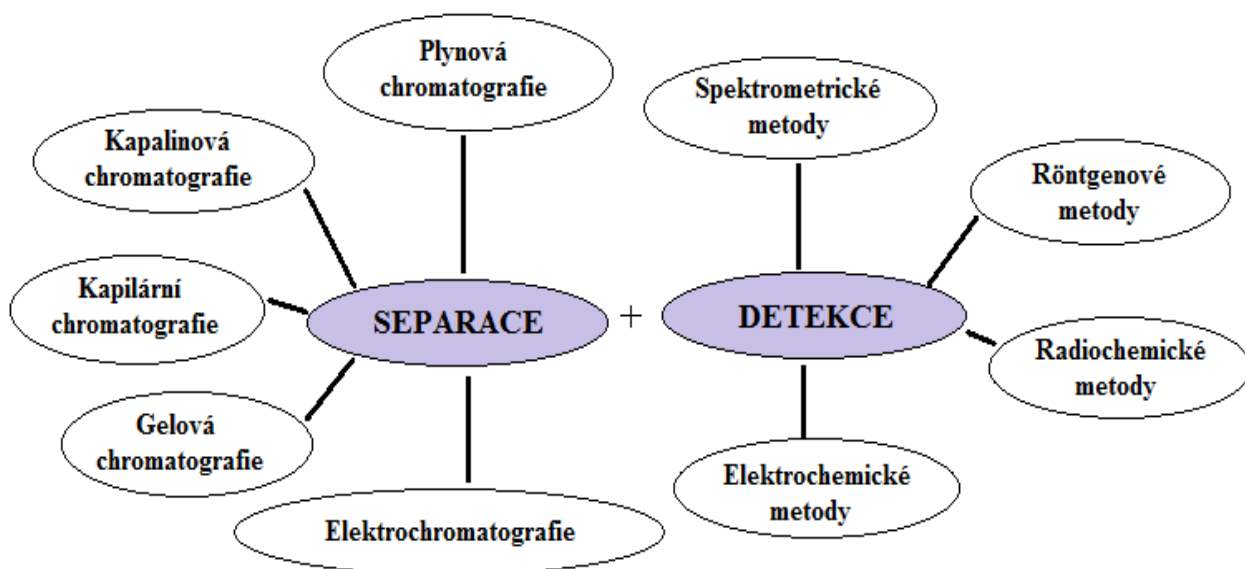 Plynová
chromatografie
Spektrometrické
metody
Kapalinová
chromatografie
Röntgenové
metody
Kapilární
chromatografie
SEPARACE + DETEKCE
Radiochemické
metody
Gelová
chromatografie
Elektrochemické
metody
Elektrochromatografie